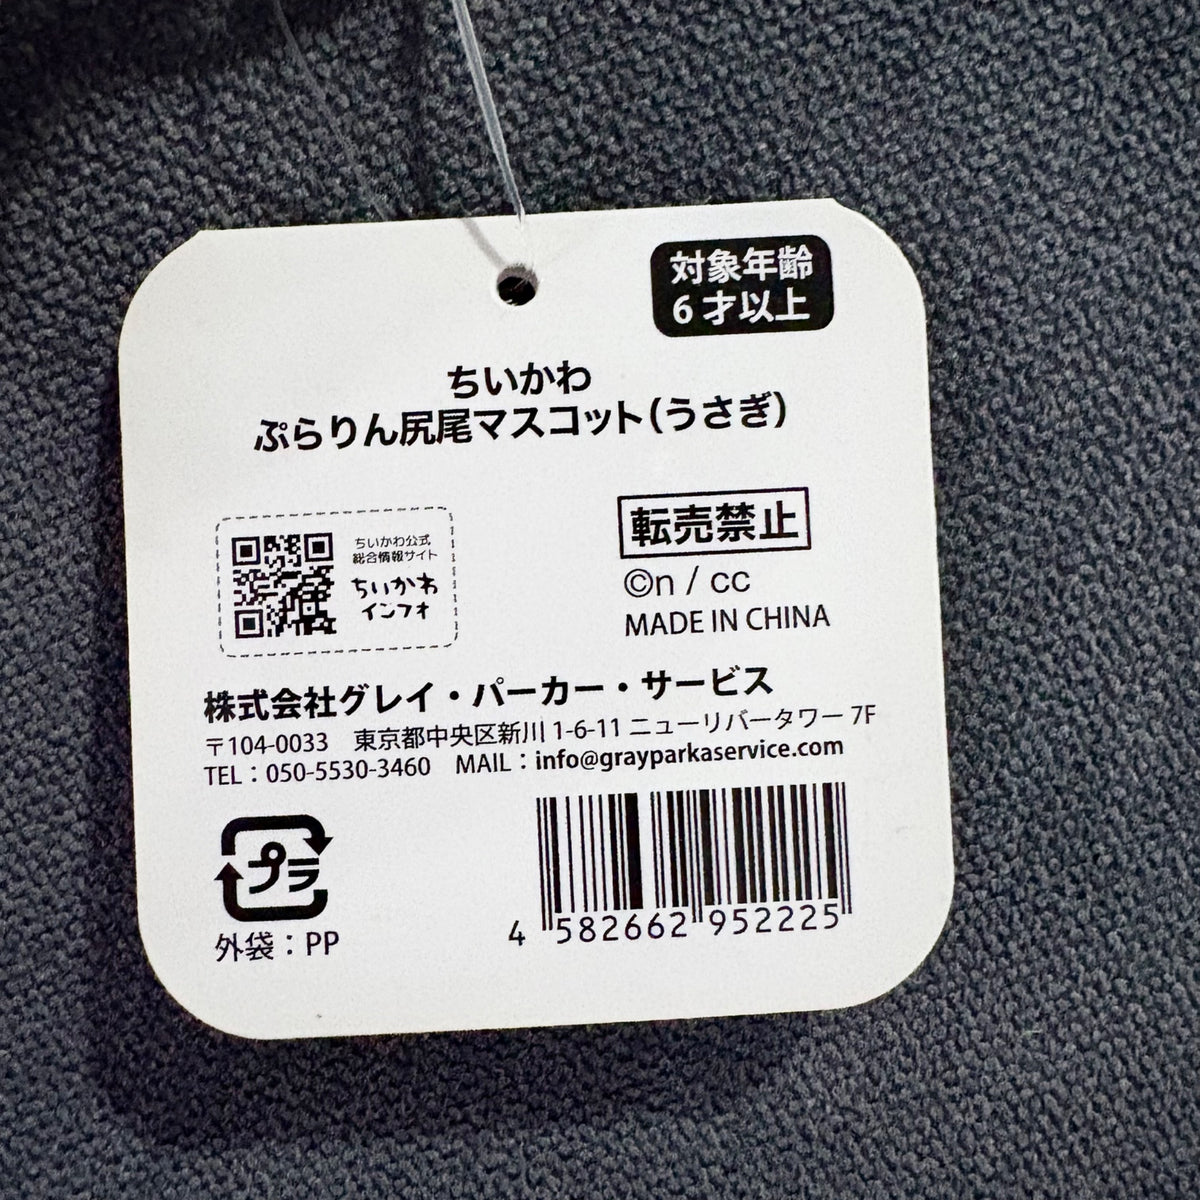 対象年齢
6才以上
ちいかわ
ぷらりん尻尾マスコット(うさぎ)
ちいかわ公式
総合情報サイト
ちいかわ
インフォ
転売禁止
©n / cc
MADE IN CHINA
株式会社グレイ・パーカー・サービス
〒104-0033 東京都中央区新川 1-6-11 ニューリバータワー 7F
TEL：050-5530-3460 MAIL：info@grayparkaservice.com
プラ
外袋：PP
4 582662 952225